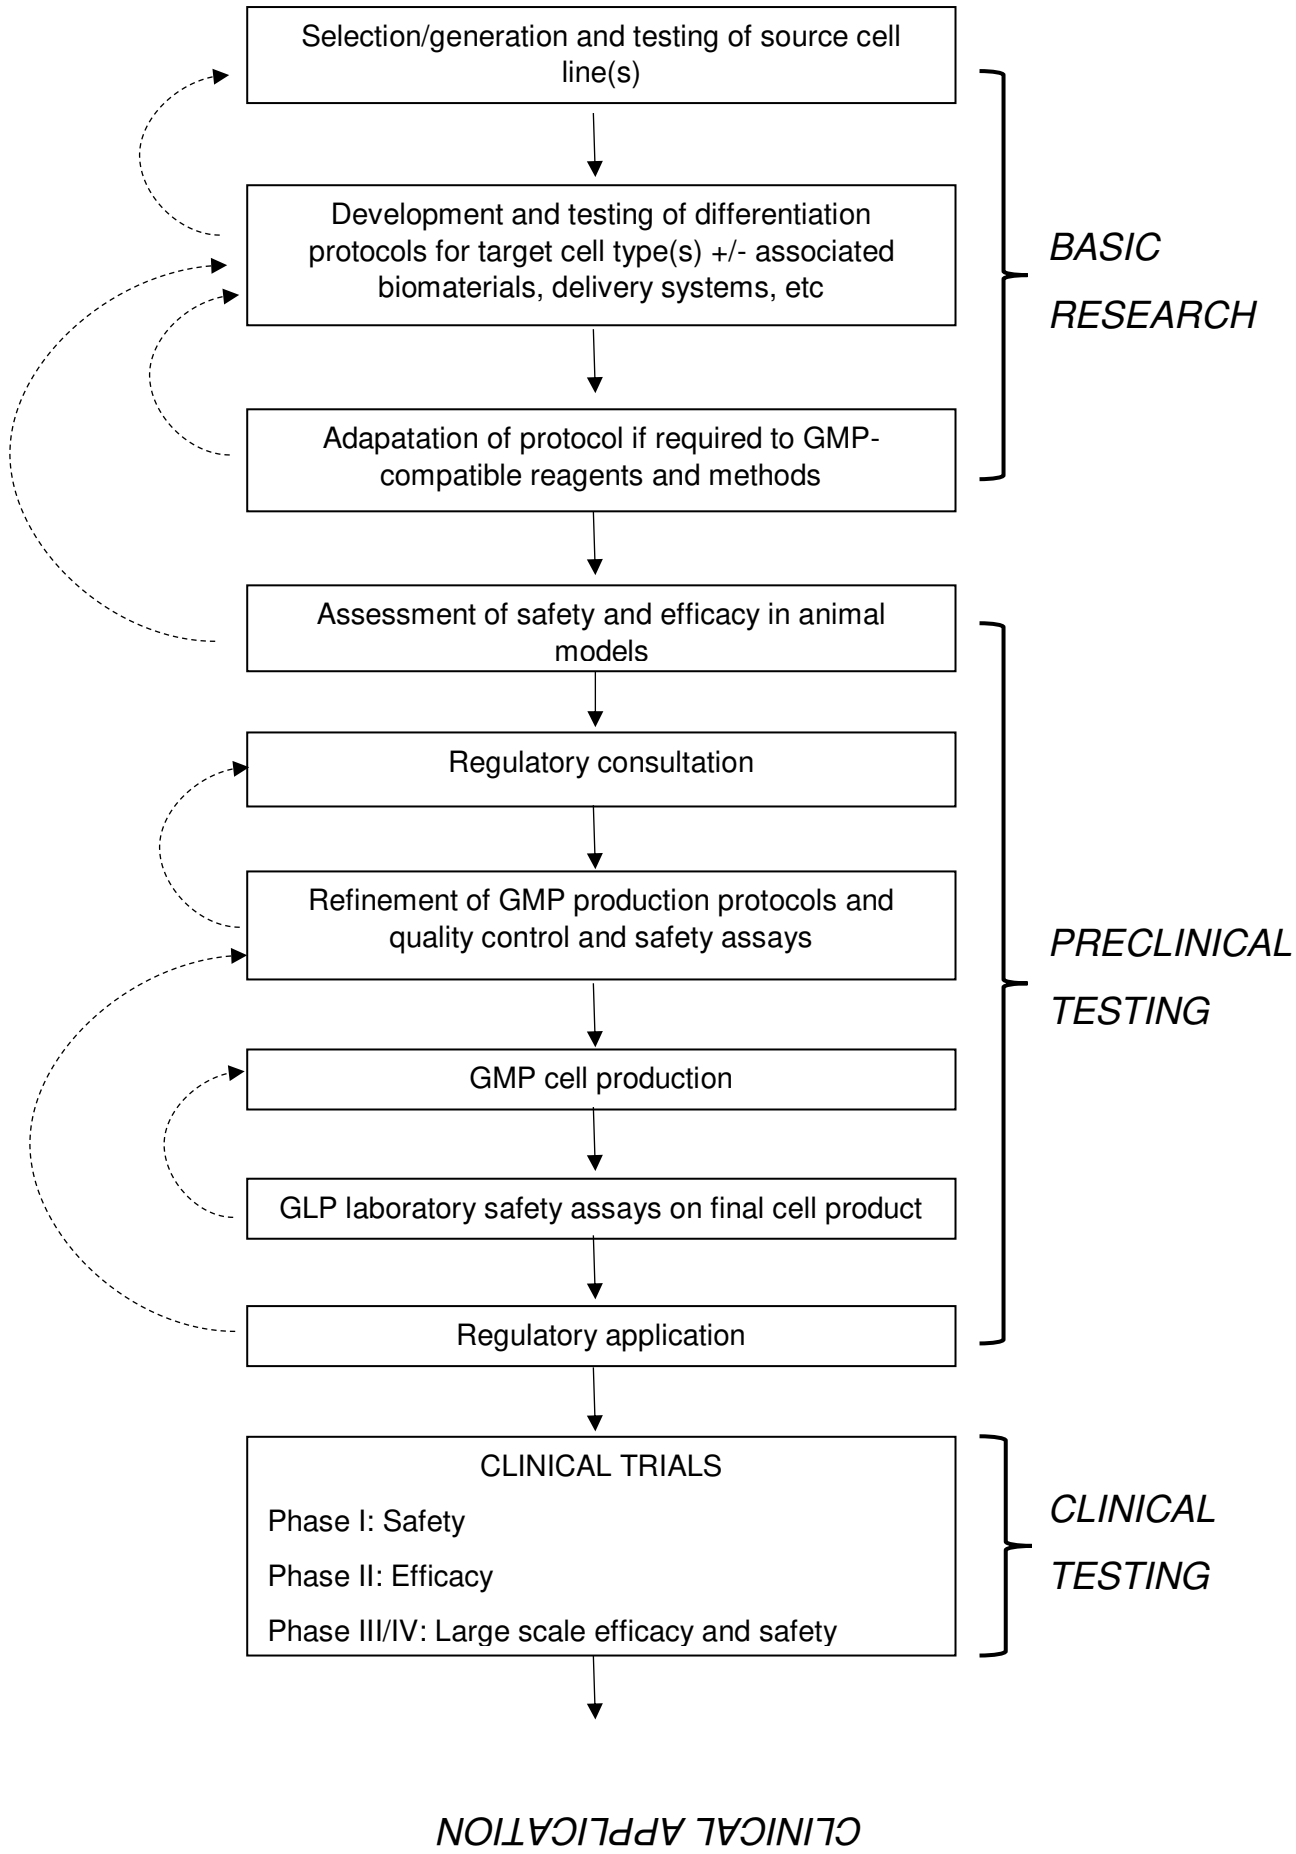 Selection/generation and testing of source cell
line(s)
Development and testing of differentiation
protocols for target cell type(s) +/- associated
biomaterials, delivery systems, etc
BASIC
RESEARCH
Adapatation of protocol if required to GMP-
compatible reagents and methods
Assessment of safety and efficacy in animal
models
Regulatory consultation
Refinement of GMP production protocols and
quality control and safety assays
PRECLINICAL
TESTING
GMP cell production
GLP laboratory safety assays on final cell product
Regulatory application
CLINICAL TRIALS
Phase I: Safety
Phase II: Efficacy
Phase III/IV: Large scale efficacy and safety
CLINICAL
TESTING
CLINICAL APPLICATION